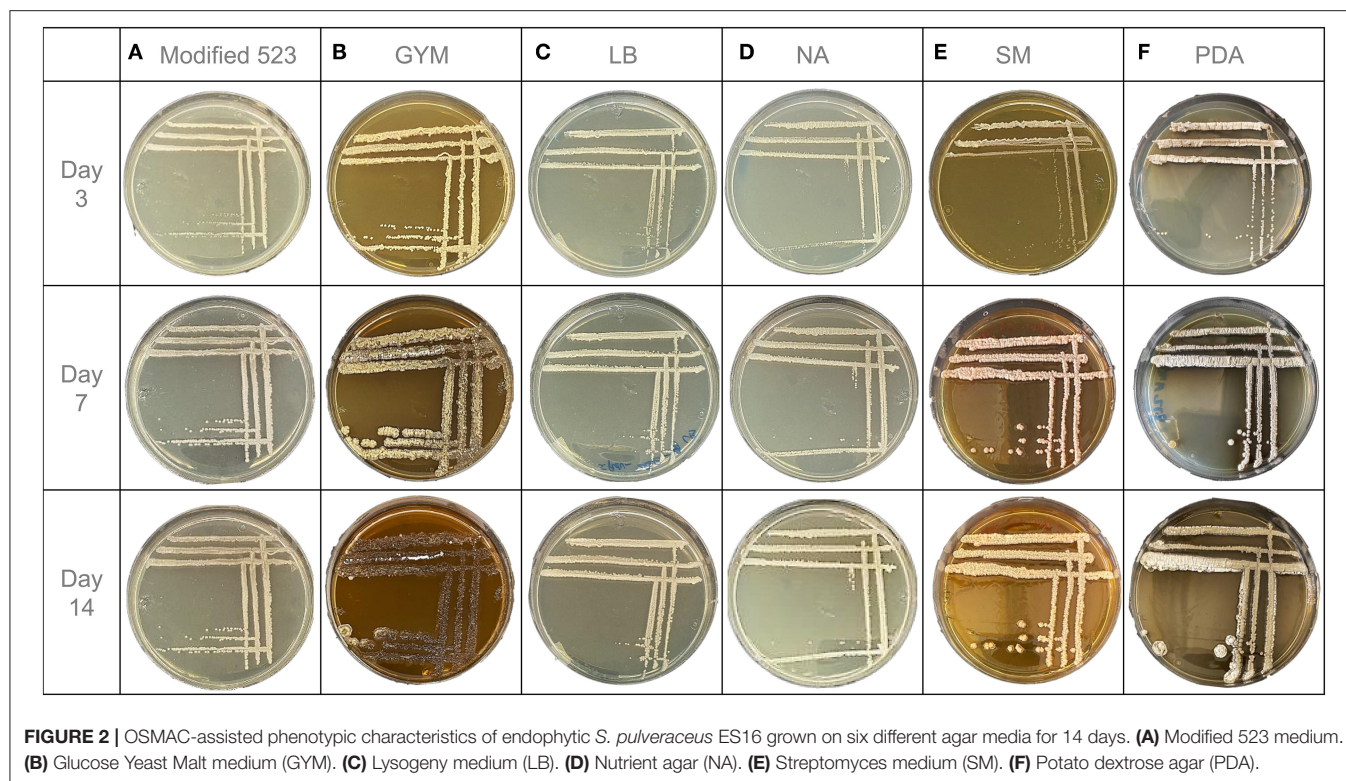 A Modified 523
B GYM
C LB
D NA
E SM
F PDA
Day
3
Day
7
Day
14
FIGURE 2 | OSMAC-assisted phenotypic characteristics of endophytic S. pulveraceus ES16 grown on six different agar media for 14 days. (A) Modified 523 medium.
(B) Glucose Yeast Malt medium (GYM). (C) Lysogeny medium (LB). (D) Nutrient agar (NA). (E) Streptomyces medium (SM). (F) Potato dextrose agar (PDA).